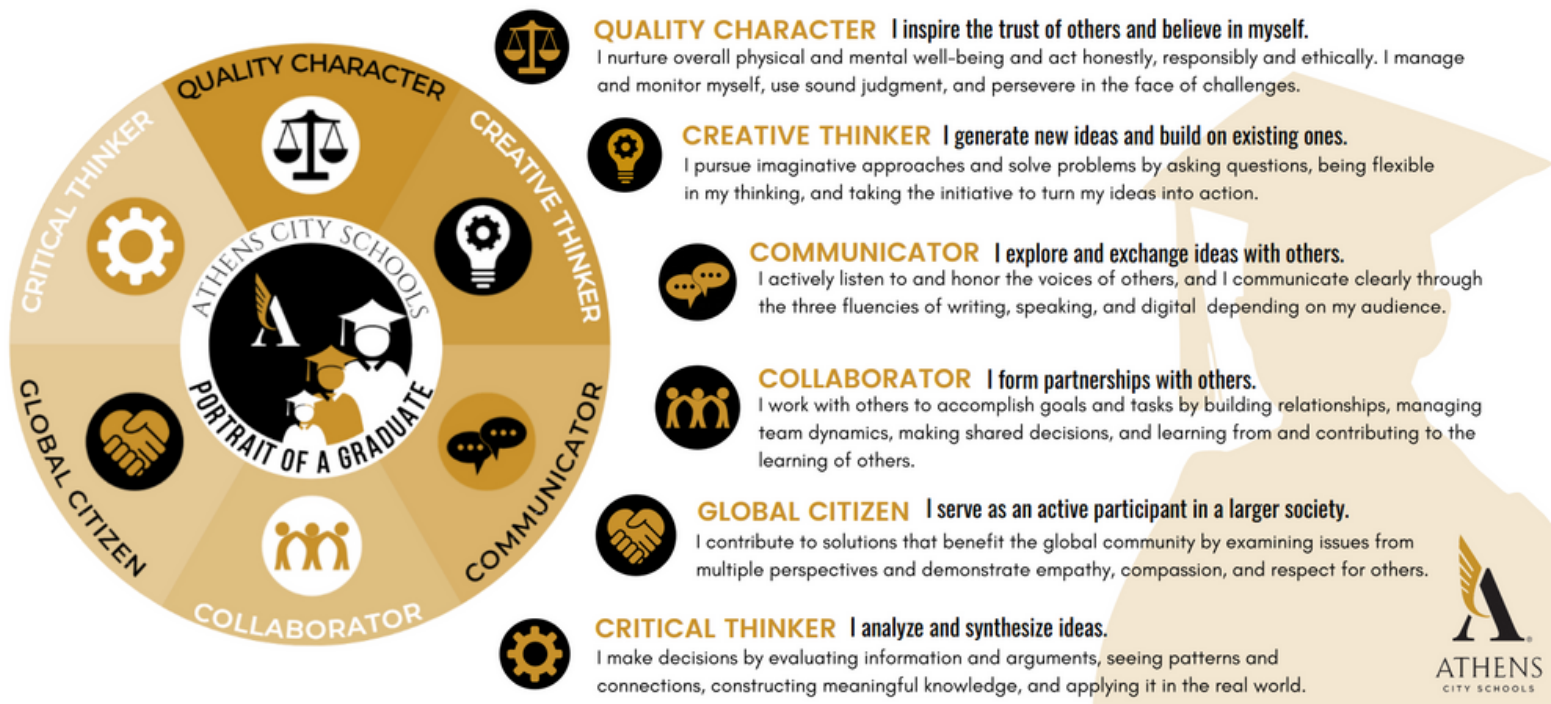 QUALITY CHARACTER
CREATIVE THINKER
COMMUNICATOR
COLLABORATOR
GLOBAL CITIZEN
CRITICAL THINKER
ATHENS CITY SCHOOLS
A
PORTRAIT OF A GRADUATE
QUALITY CHARACTER I inspire the trust of others and believe in myself.
I nurture overall physical and mental well-being and act honestly, responsibly and ethically. I manage
and monitor myself, use sound judgment, and persevere in the face of challenges.
CREATIVE THINKER I generate new ideas and build on existing ones.
I pursue imaginative approaches and solve problems by asking questions, being flexible
in my thinking, and taking the initiative to turn my ideas into action.
COMMUNICATOR I explore and exchange ideas with others.
I actively listen to and honor the voices of others, and I communicate clearly through
the three fluencies of writing, speaking, and digital depending on my audience.
COLLABORATOR I form partnerships with others.
I work with others to accomplish goals and tasks by building relationships, managing
team dynamics, making shared decisions, and learning from and contributing to the
learning of others.
GLOBAL CITIZEN I serve as an active participant in a larger society.
I contribute to solutions that benefit the global community by examining issues from
multiple perspectives and demonstrate empathy, compassion, and respect for others.
CRITICAL THINKER I analyze and synthesize ideas.
I make decisions by evaluating information and arguments, seeing patterns and
connections, constructing meaningful knowledge, and applying it in the real world.
A®
ATHENS
CITY SCHOOLS